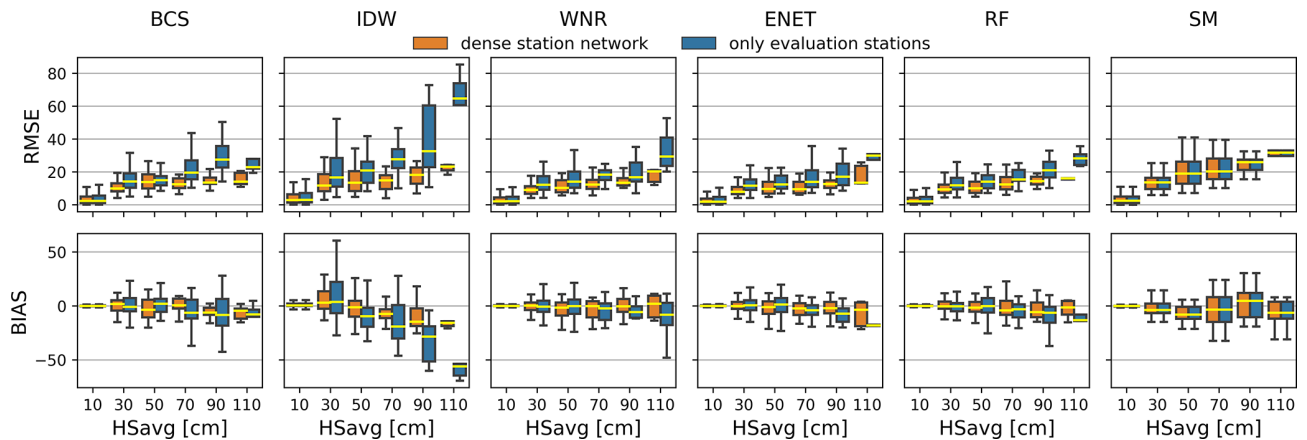 BCS IDW WNR ENET RF SM
dense station network only evaluation stations
RMSE
80
60
40
20
0
BIAS
50
0
−50
10 30 50 70 90 110 10 30 50 70 90 110 10 30 50 70 90 110 10 30 50 70 90 110 10 30 50 70 90 110 10 30 50 70 90 110
HSavg [cm] HSavg [cm] HSavg [cm] HSavg [cm] HSavg [cm] HSavg [cm]